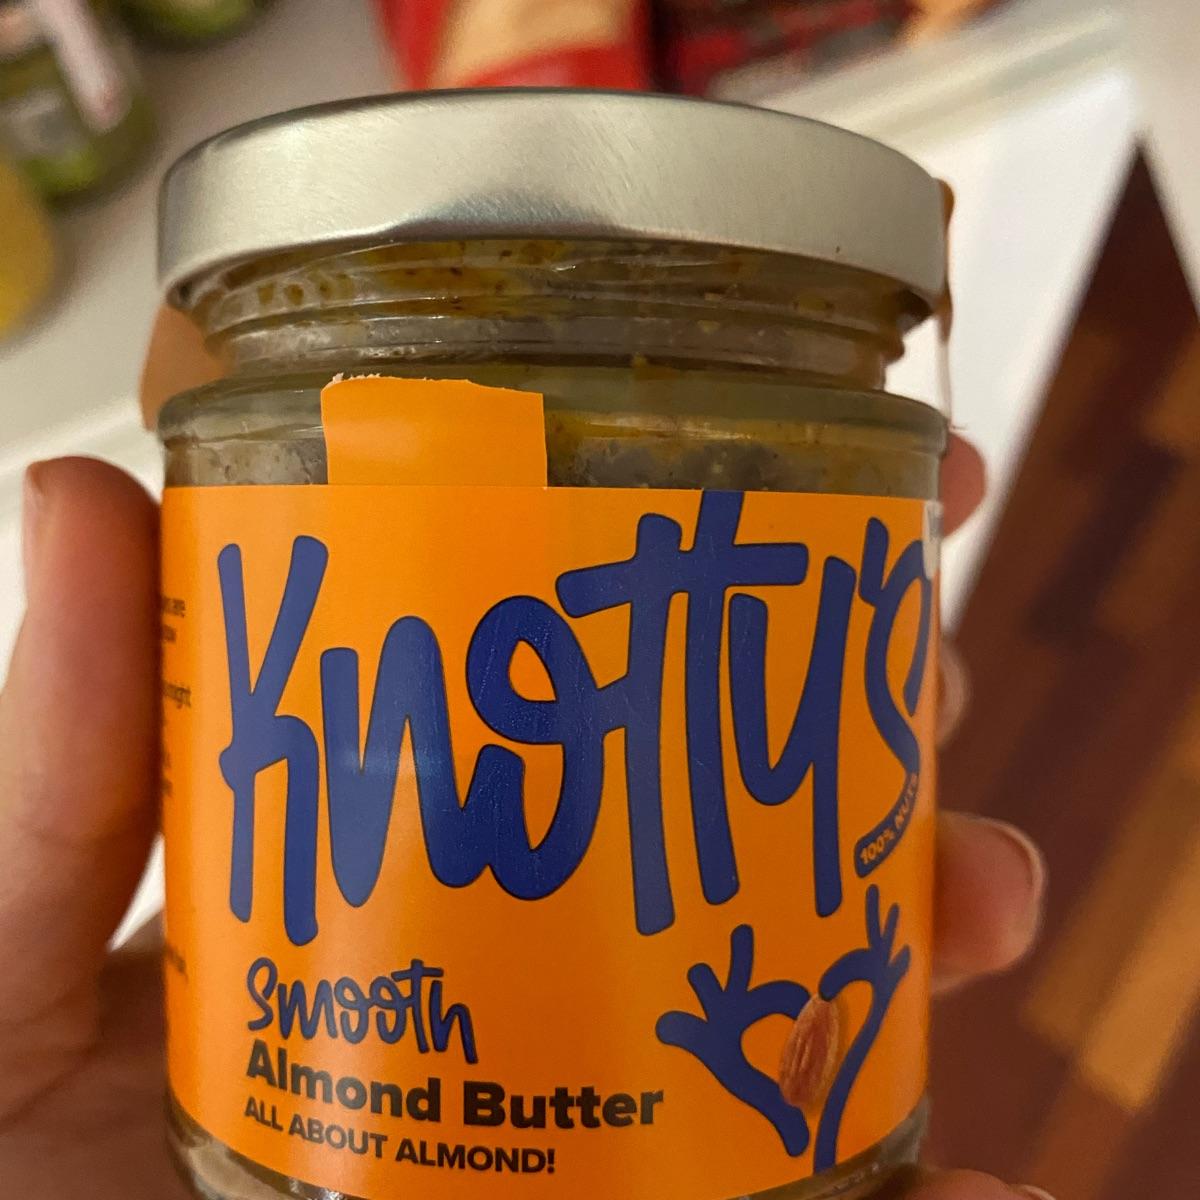 Knotty's
100% NUTS
Smooth
Almond Butter
ALL ABOUT ALMOND!